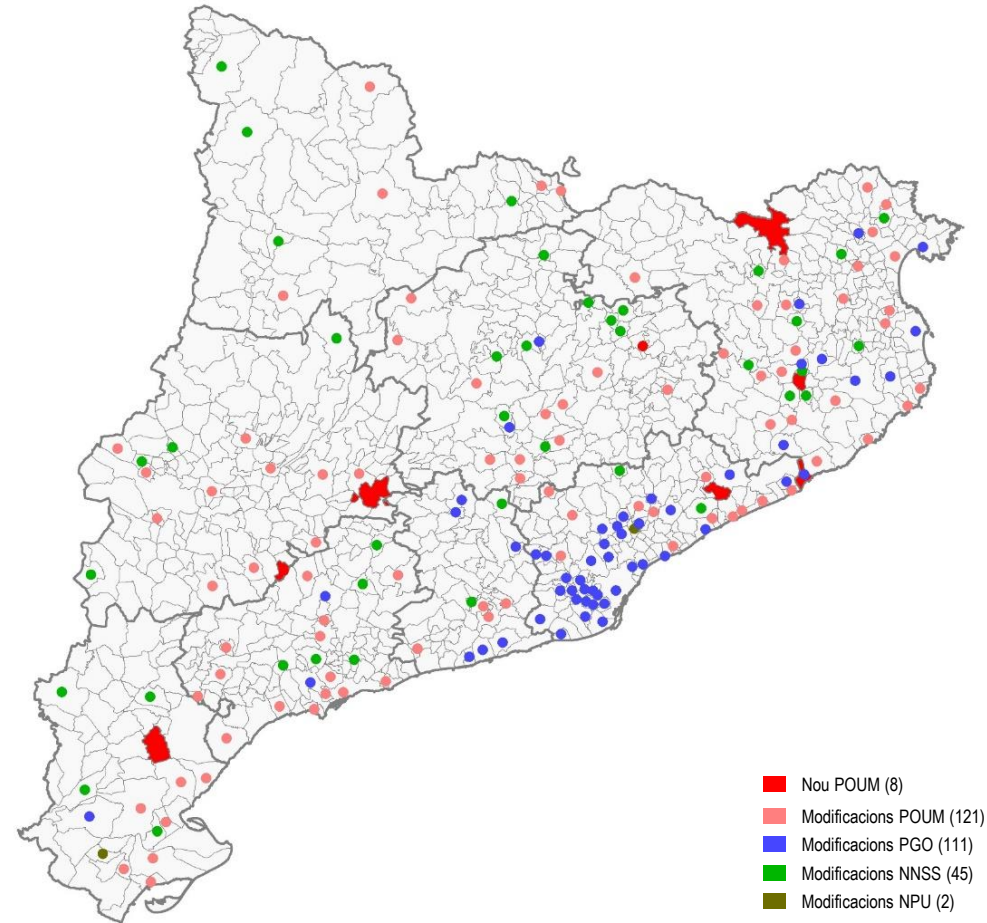 Nou POUM (8)
Modificacions POUM (121)
Modificacions PGO (111)
Modificacions NNSS (45)
Modificacions NPU (2)